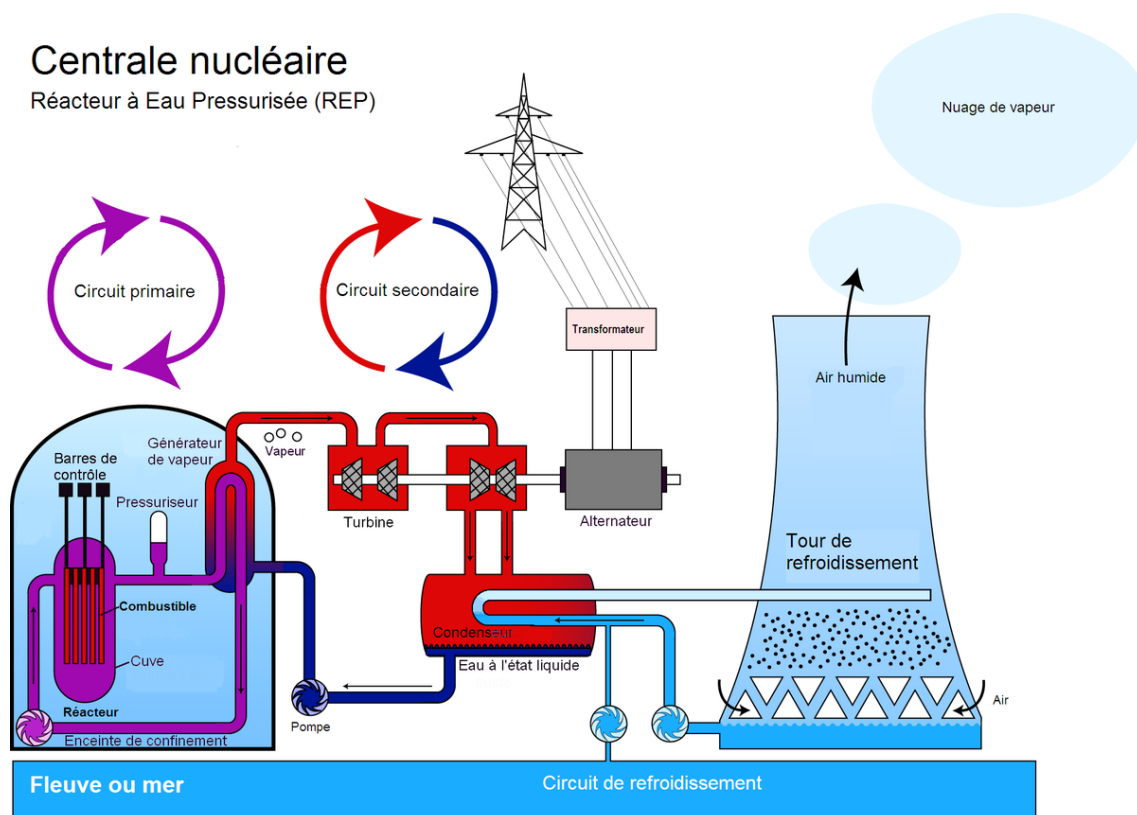 Centrale nucléaire
Réacteur à Eau Pressurisée (REP)
Nuage de vapeur
Circuit primaire
Circuit secondaire
Transformateur
Air humide
Générateur
de vapeur
Vapeur
Barres de
contrôle
Pressuriseur
Turbine
Alternateur
Tour de
refroidissement
Combustible
Condenseur
Cuve
Eau à l'état liquide
Réacteur
Air
Pompe
Enceinte de confinement
Fleuve ou mer
Circuit de refroidissement